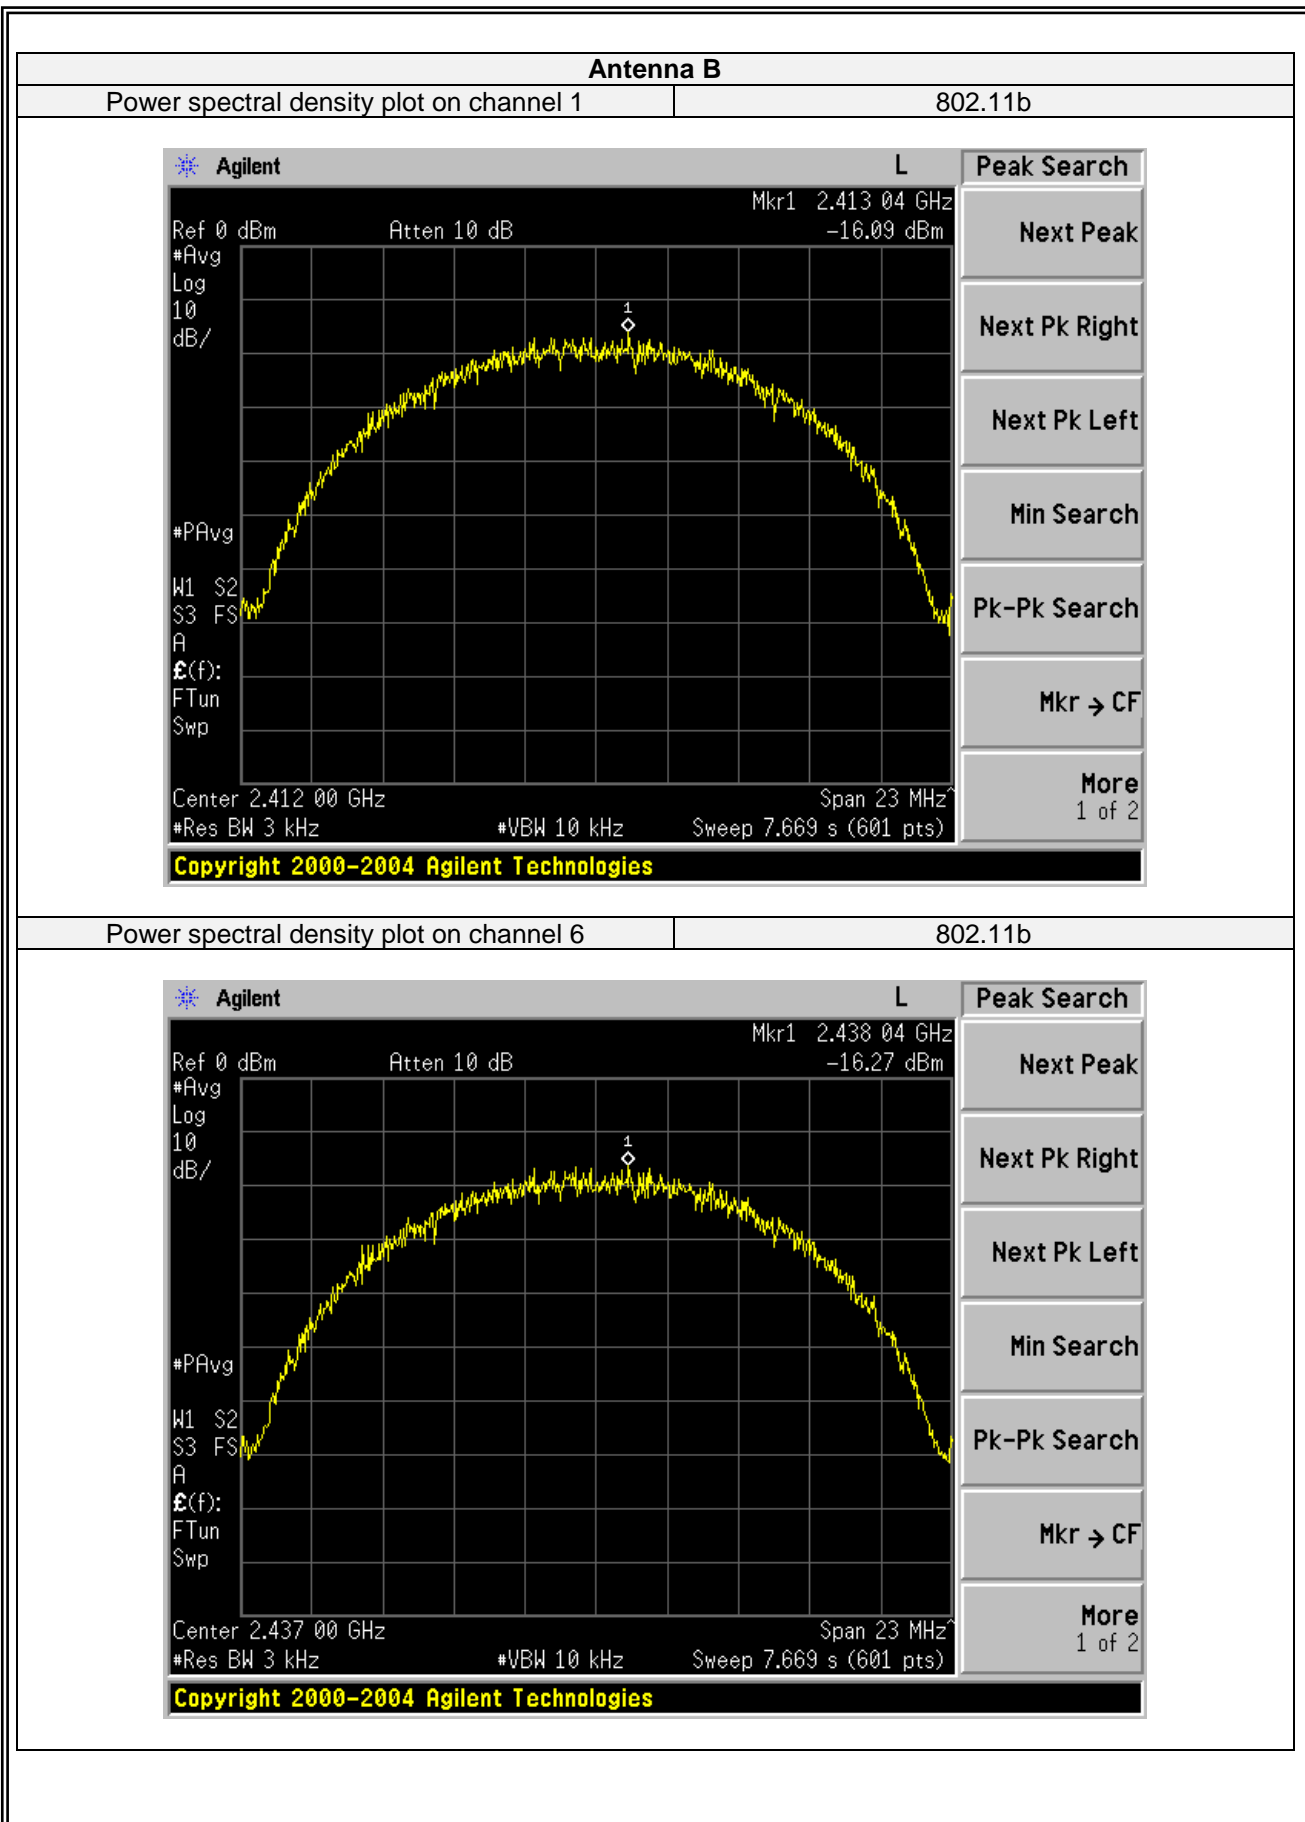 Antenna B
Power spectral density plot on channel 1 802.11b
Agilent L Peak Search
Mkr1 2.413 04 GHz
Ref 0 dBm Atten 10 dB -16.09 dBm
#Avg
Log
10
dB/
1
#PAvg
W1 S2
S3 FS
A
£(f):
FTun
Swp
Center 2.412 00 GHz Span 23 MHz^
#Res BW 3 kHz #VBW 10 kHz Sweep 7.669 s (601 pts)
Copyright 2000-2004 Agilent Technologies
Next Peak
Next Pk Right
Next Pk Left
Min Search
Pk-Pk Search
Mkr → CF
More
1 of 2
Power spectral density plot on channel 6 802.11b
Agilent L Peak Search
Mkr1 2.438 04 GHz
Ref 0 dBm Atten 10 dB -16.27 dBm
#Avg
Log
10
dB/
1
#PAvg
W1 S2
S3 FS
A
£(f):
FTun
Swp
Center 2.437 00 GHz Span 23 MHz^
#Res BW 3 kHz #VBW 10 kHz Sweep 7.669 s (601 pts)
Copyright 2000-2004 Agilent Technologies
Next Peak
Next Pk Right
Next Pk Left
Min Search
Pk-Pk Search
Mkr → CF
More
1 of 2